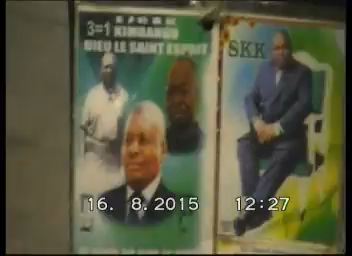 3=1 KIMBANGU
DIEU LE SAINT ESPRIT
SKK
16. 8.2015 12:27